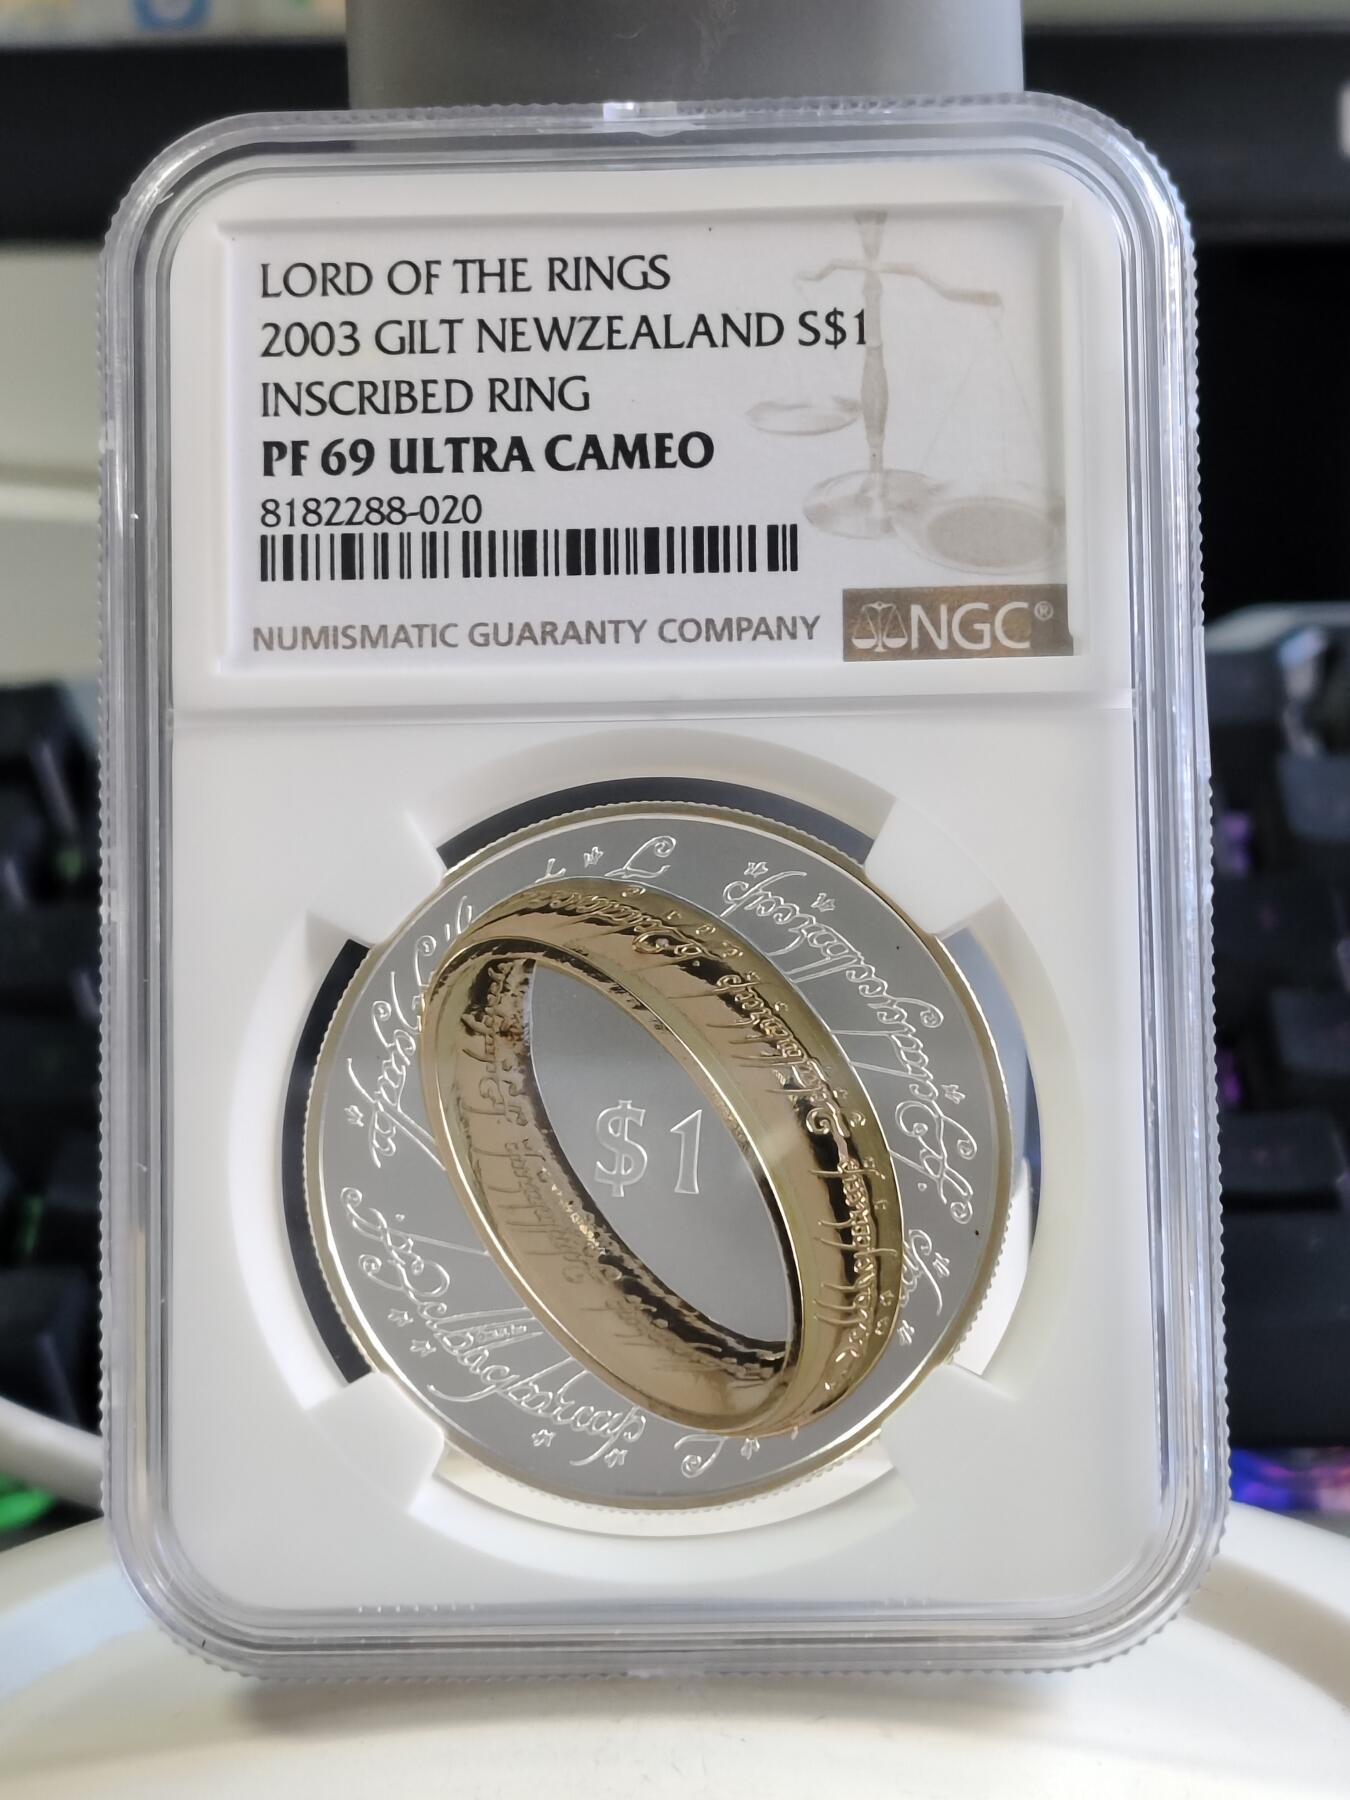 LORD OF THE RINGS
2003 GILT NEWZEALAND S$1
INSCRIBED RING
PF 69 ULTRA CAMEO
8182288-020
NUMISMATIC GUARANTY COMPANY
NGC®
$1